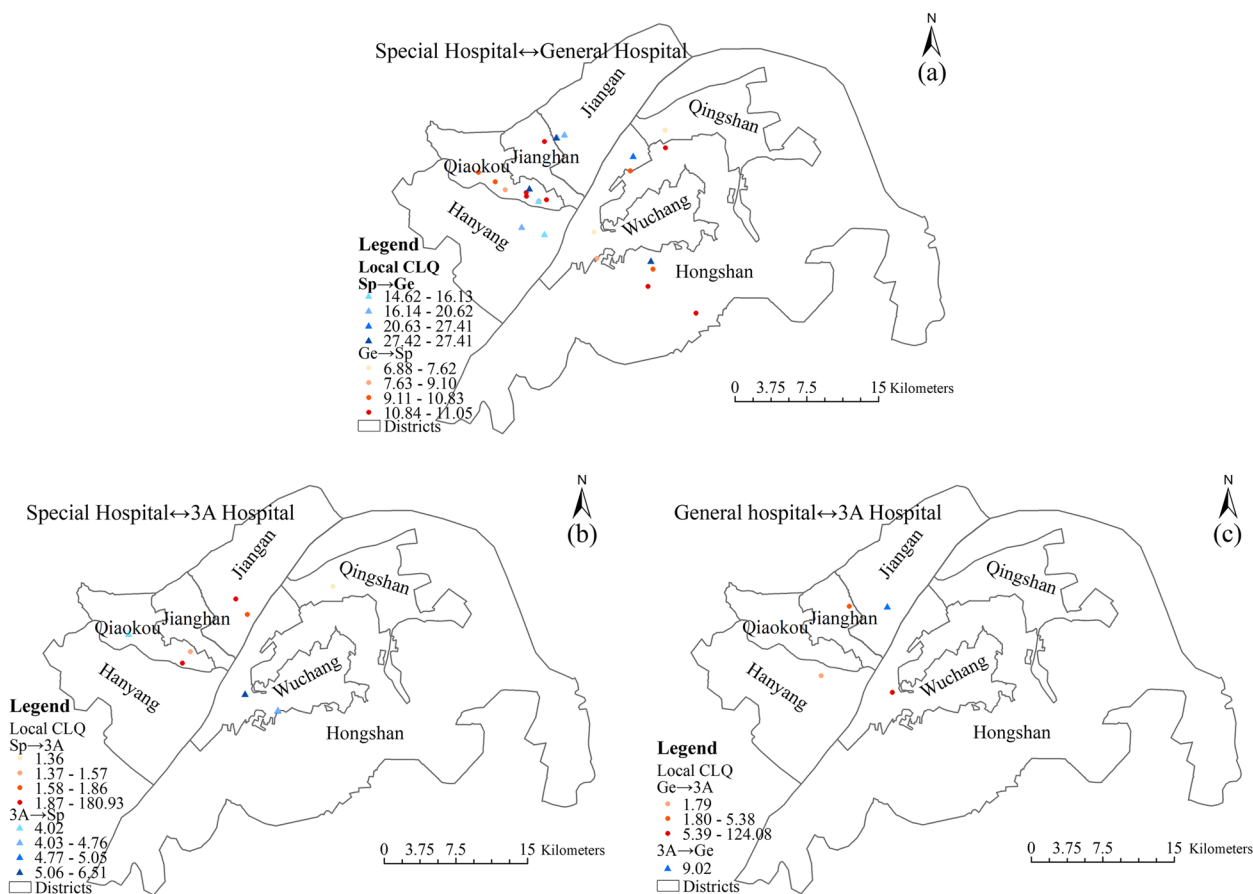 N
Special Hospital↔General Hospital
(a)
Jiangan
Qingshan
Jianghan
Qiaokou
Wuchang
Hanyang
Hongshan
Legend
Local CLQ
Sp→Ge
14.62 - 16.13
16.14 - 20.62
20.63 - 27.41
27.42 - 27.41
Ge→Sp
6.88 - 7.62
7.63 - 9.10
9.11 - 10.83
10.84 - 11.05
Districts
0 3.75 7.5 15 Kilometers
N
Special Hospital↔3A Hospital
(b)
Jiangan
Qingshan
Jianghan
Qiaokou
Wuchang
Hanyang
Hongshan
Legend
Local CLQ
Sp→3A
1.36
1.37 - 1.57
1.58 - 1.86
1.87 - 180.93
3A→Sp
4.02
4.03 - 4.76
4.77 - 5.05
5.06 - 6.51
Districts
0 3.75 7.5 15 Kilometers
N
General hospital↔3A Hospital
(c)
Jiangan
Qingshan
Jianghan
Qiaokou
Wuchang
Hanyang
Hongshan
Legend
Local CLQ
Ge→3A
1.79
1.80 - 5.38
5.39 - 124.08
3A→Ge
9.02
Districts
0 3.75 7.5 15 Kilometers